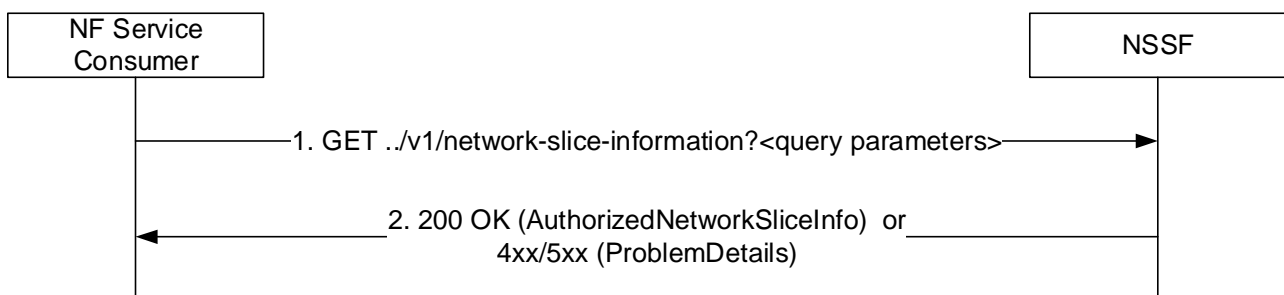 NF Service
Consumer
NSSF
1. GET ../v1/network-slice-information?<query parameters>
2. 200 OK (AuthorizedNetworkSliceInfo)  or
4xx/5xx (ProblemDetails)